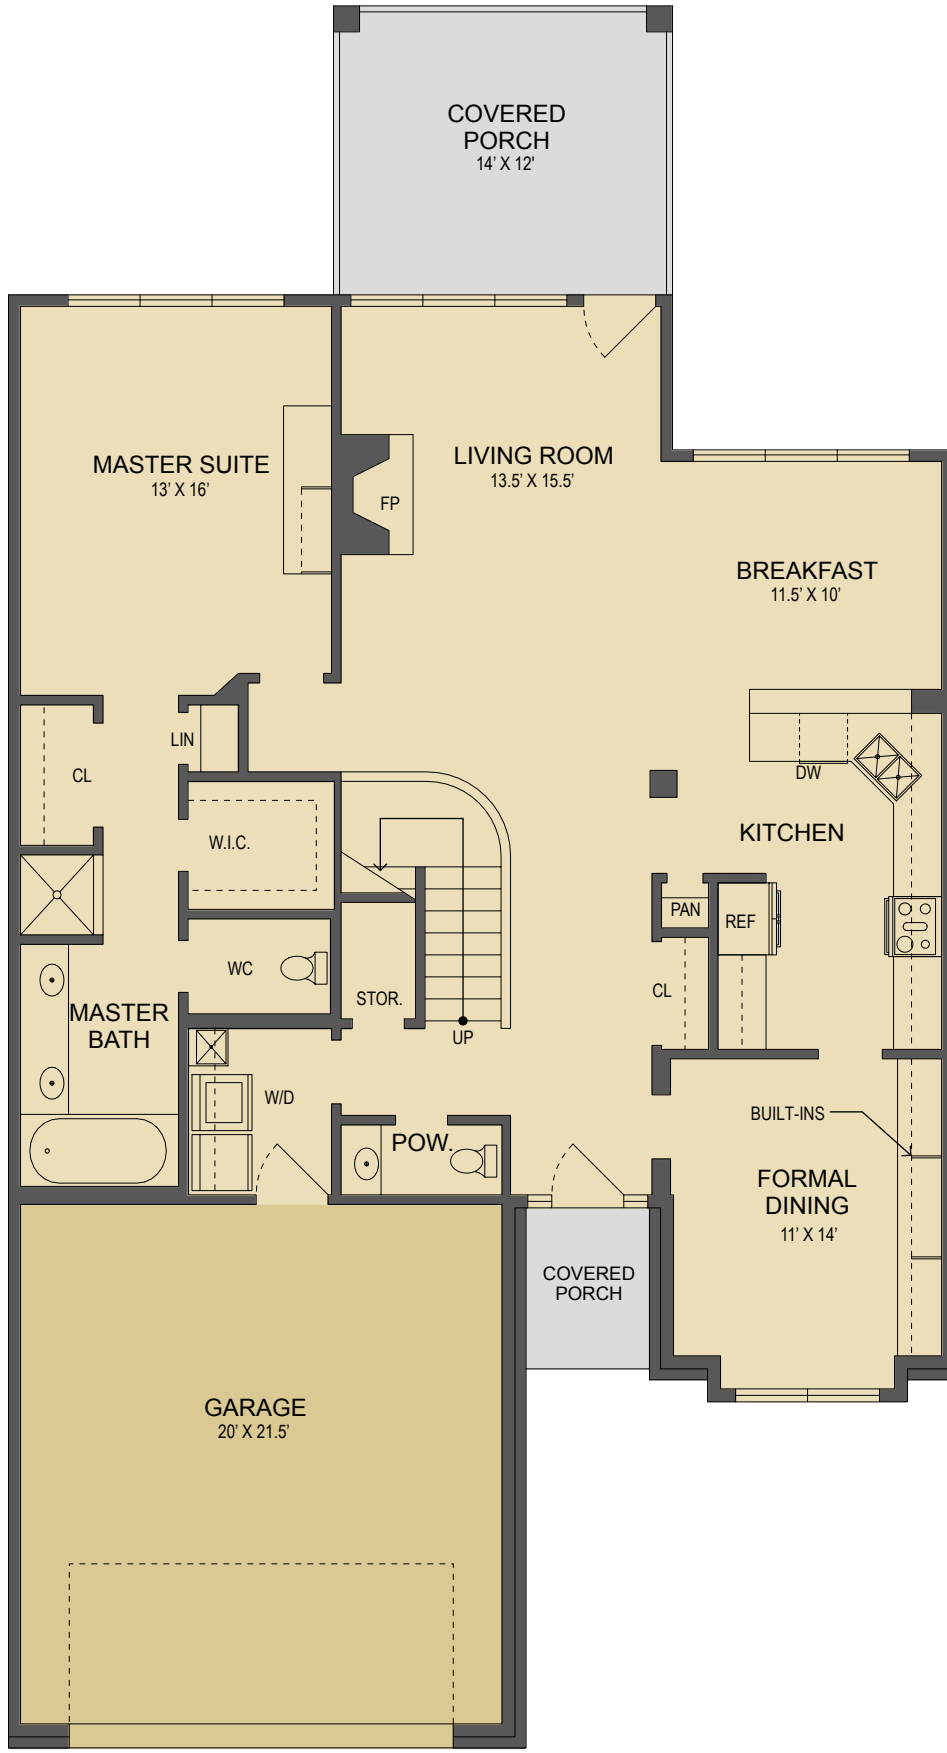 COVERED
PORCH
14’ X 12'
MASTER SUITE
13’ X 16’
LIVING ROOM
13.5’ X 15.5’
FP
BREAKFAST
11.5’ X 10’
LIN
CL
DW
W.I.C.
KITCHEN
PAN
REF
WC
CL
STOR.
MASTER
BATH
UP
W/D
BUILT-INS
POW.
FORMAL
DINING
11’ X 14’
COVERED
PORCH
GARAGE
20’ X 21.5’